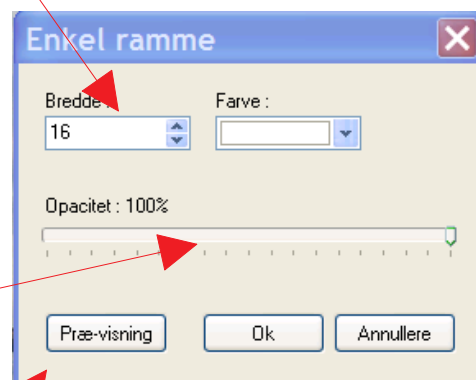 Enkel ramme
Bredde : Farve :
16
Opacitet : 100%
Præ-visning Ok Annullere